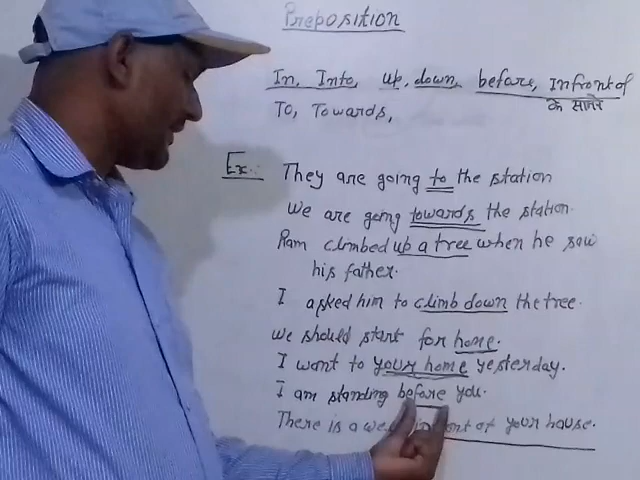 Preposition
In, Into, up, down, before, Infront of
के सामने
To, Towards,
Ex:- They are going to the station
We are going towards the station.
Ram climbed up a tree when he saw
his father.
I asked him to climb down the tree.
We should start for home.
I want to your home yesterday.
I am standing before you.
There is a of your house.